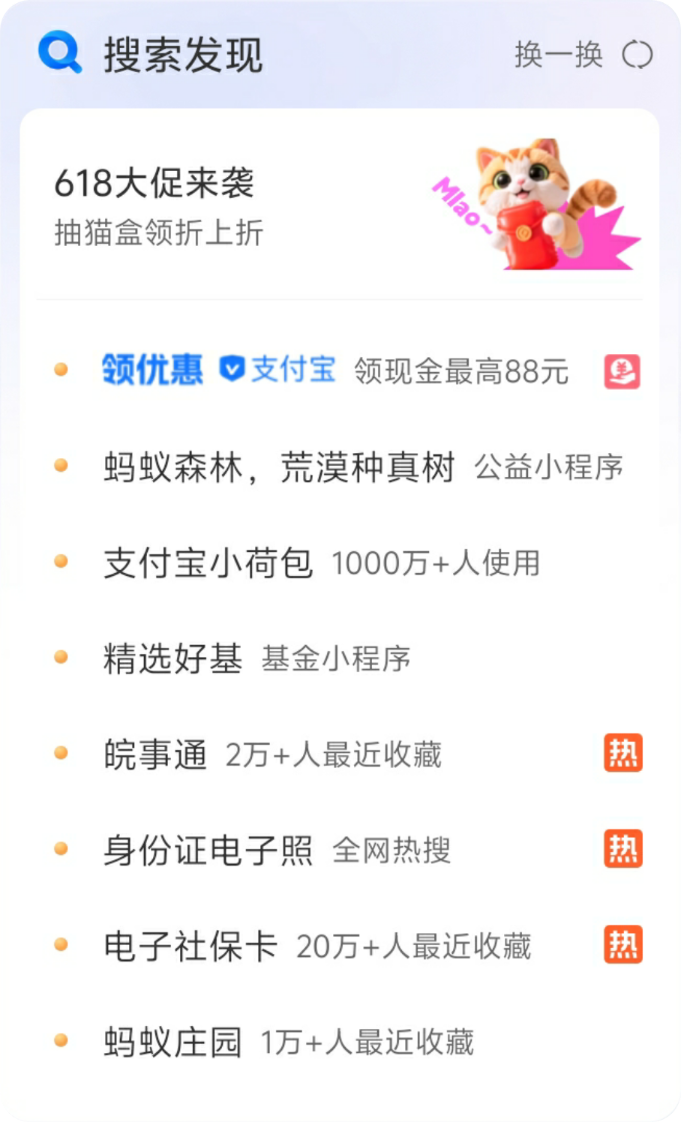 搜索发现 换一换
618大促来袭
抽猫盒领折上折
Miao~
领优惠 支付宝 领现金最高88元
蚂蚁森林，荒漠种真树 公益小程序
支付宝小荷包 1000万+人使用
精选好基 基金小程序
皖事通 2万+人最近收藏 热
身份证电子照 全网热搜 热
电子社保卡 20万+人最近收藏 热
蚂蚁庄园 1万+人最近收藏